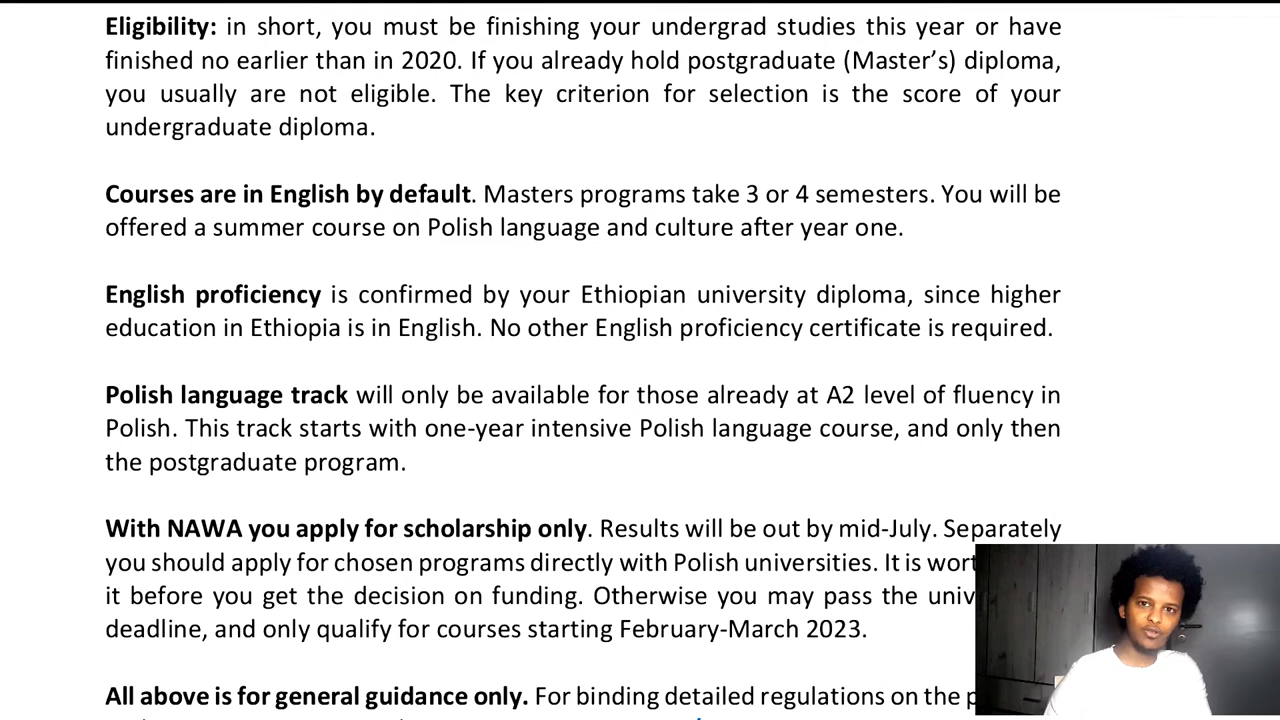 Eligibility: in short, you must be finishing your undergrad studies this year or have
finished no earlier than in 2020. If you already hold postgraduate (Master’s) diploma,
you usually are not eligible. The key criterion for selection is the score of your
undergraduate diploma.
Courses are in English by default. Masters programs take 3 or 4 semesters. You will be
offered a summer course on Polish language and culture after year one.
English proficiency is confirmed by your Ethiopian university diploma, since higher
education in Ethiopia is in English. No other English proficiency certificate is required.
Polish language track will only be available for those already at A2 level of fluency in
Polish. This track starts with one-year intensive Polish language course, and only then
the postgraduate program.
With NAWA you apply for scholarship only. Results will be out by mid-July. Separately
you should apply for chosen programs directly with Polish universities. It is
it before you get the decision on funding. Otherwise you may pass the
deadline, and only qualify for courses starting February-March 2023.
All above is for general guidance only. For binding detailed regulations on the